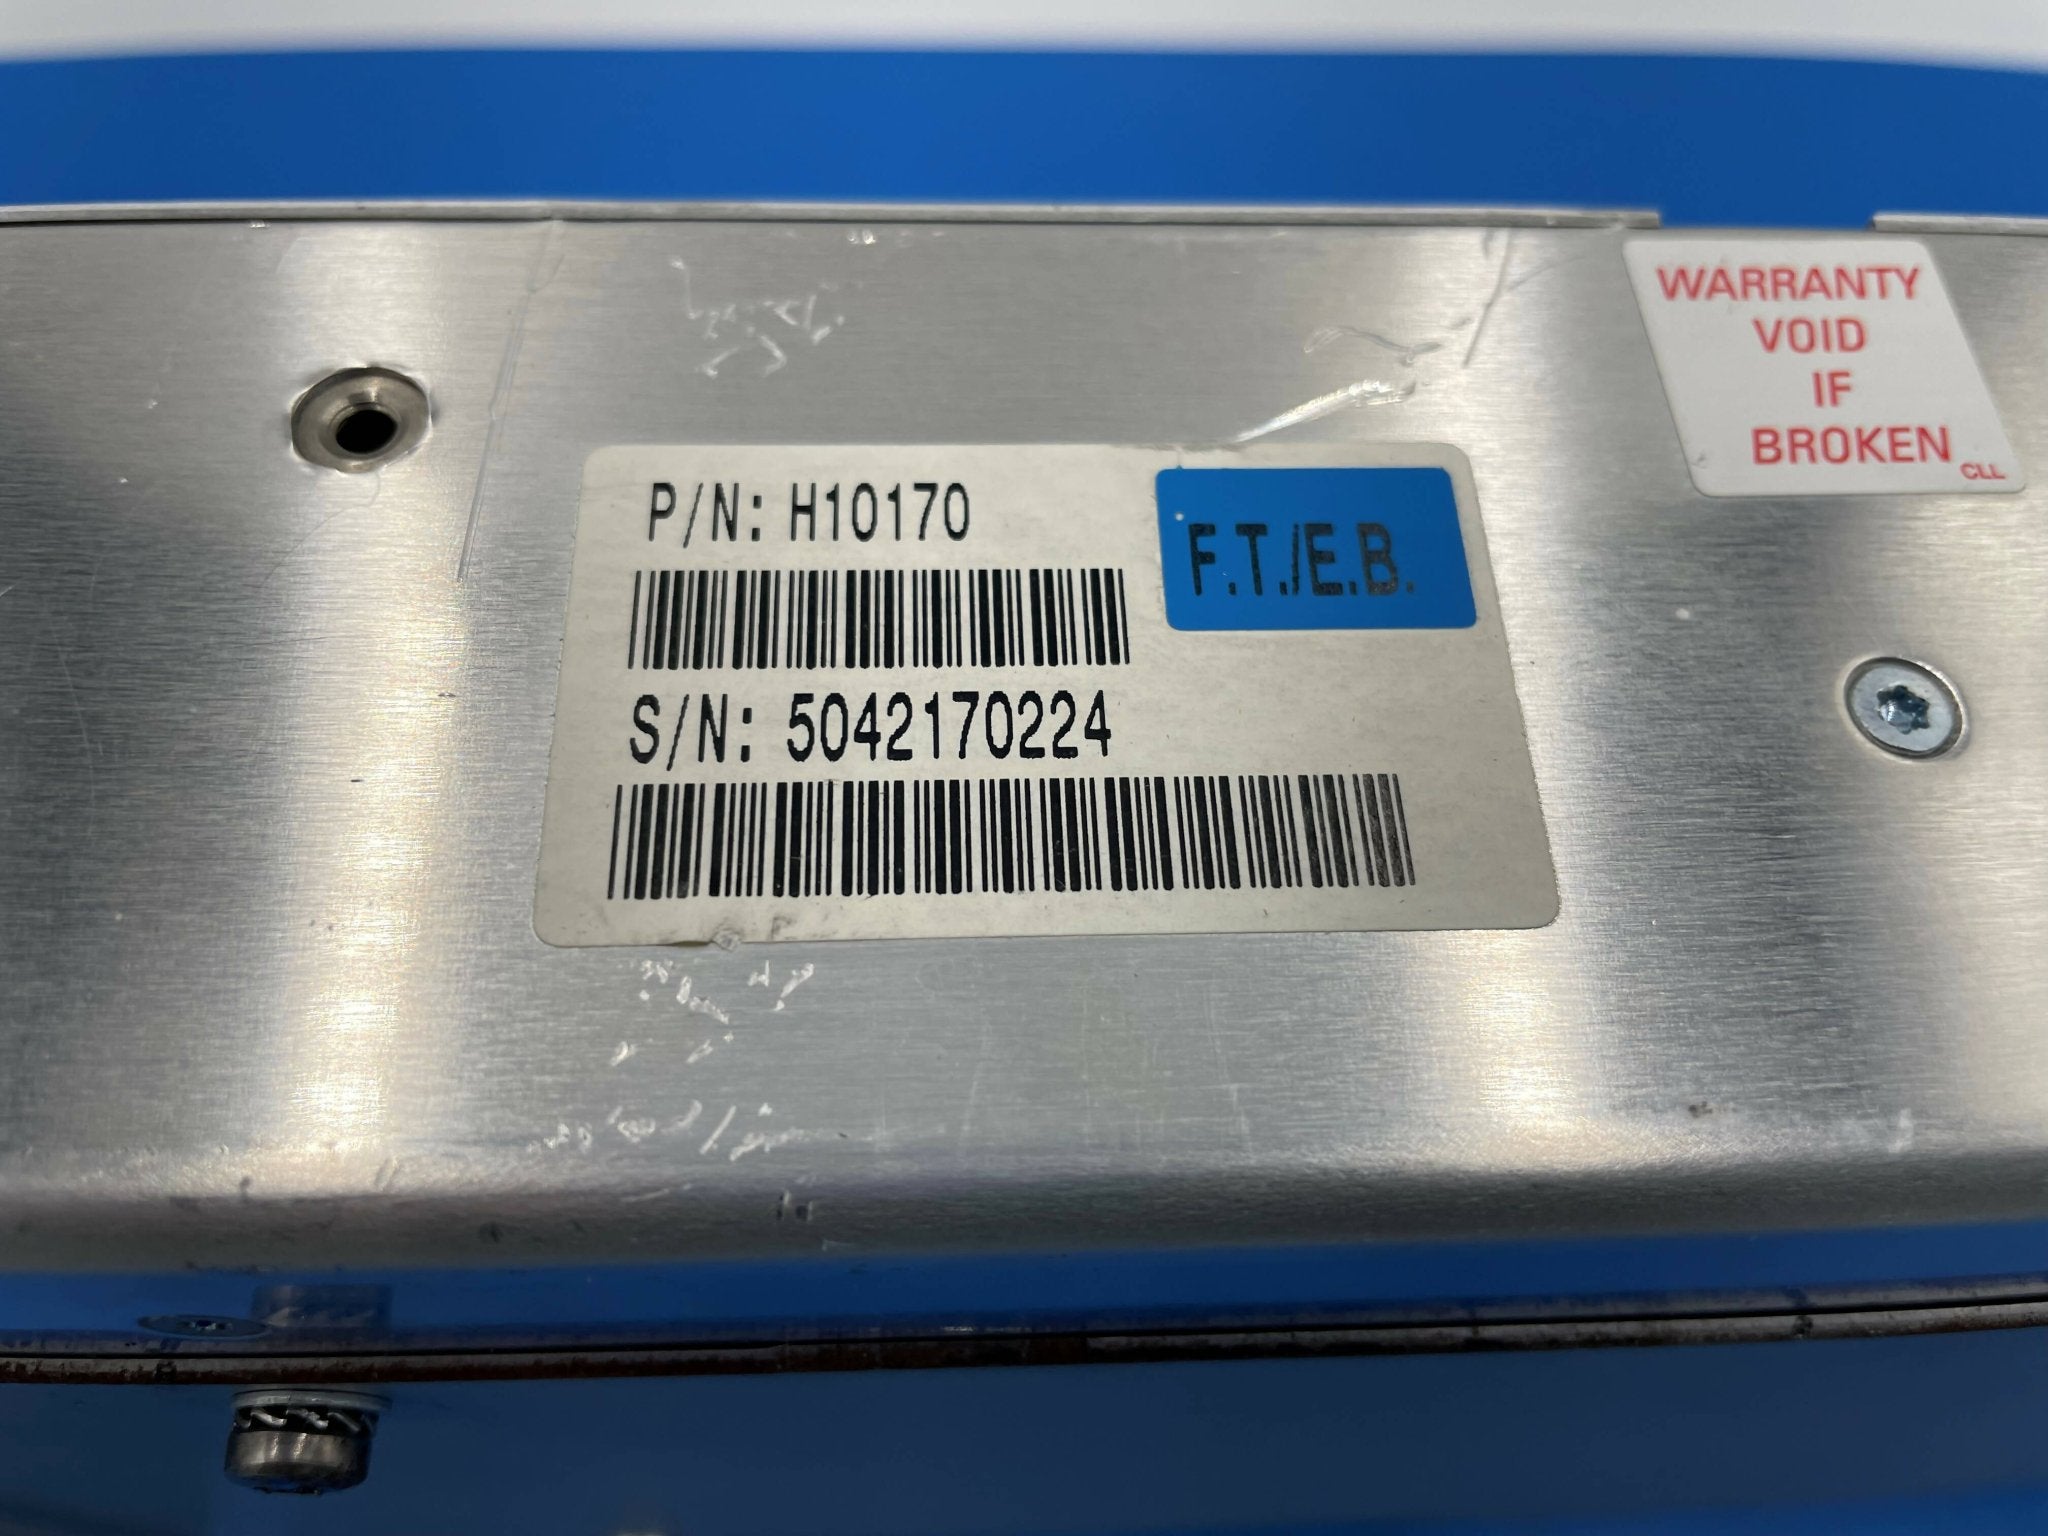 WARRANTY
VOID
IF
BROKEN
CLL
P/N: H10170
F.T./E.B.
S/N: 5042170224